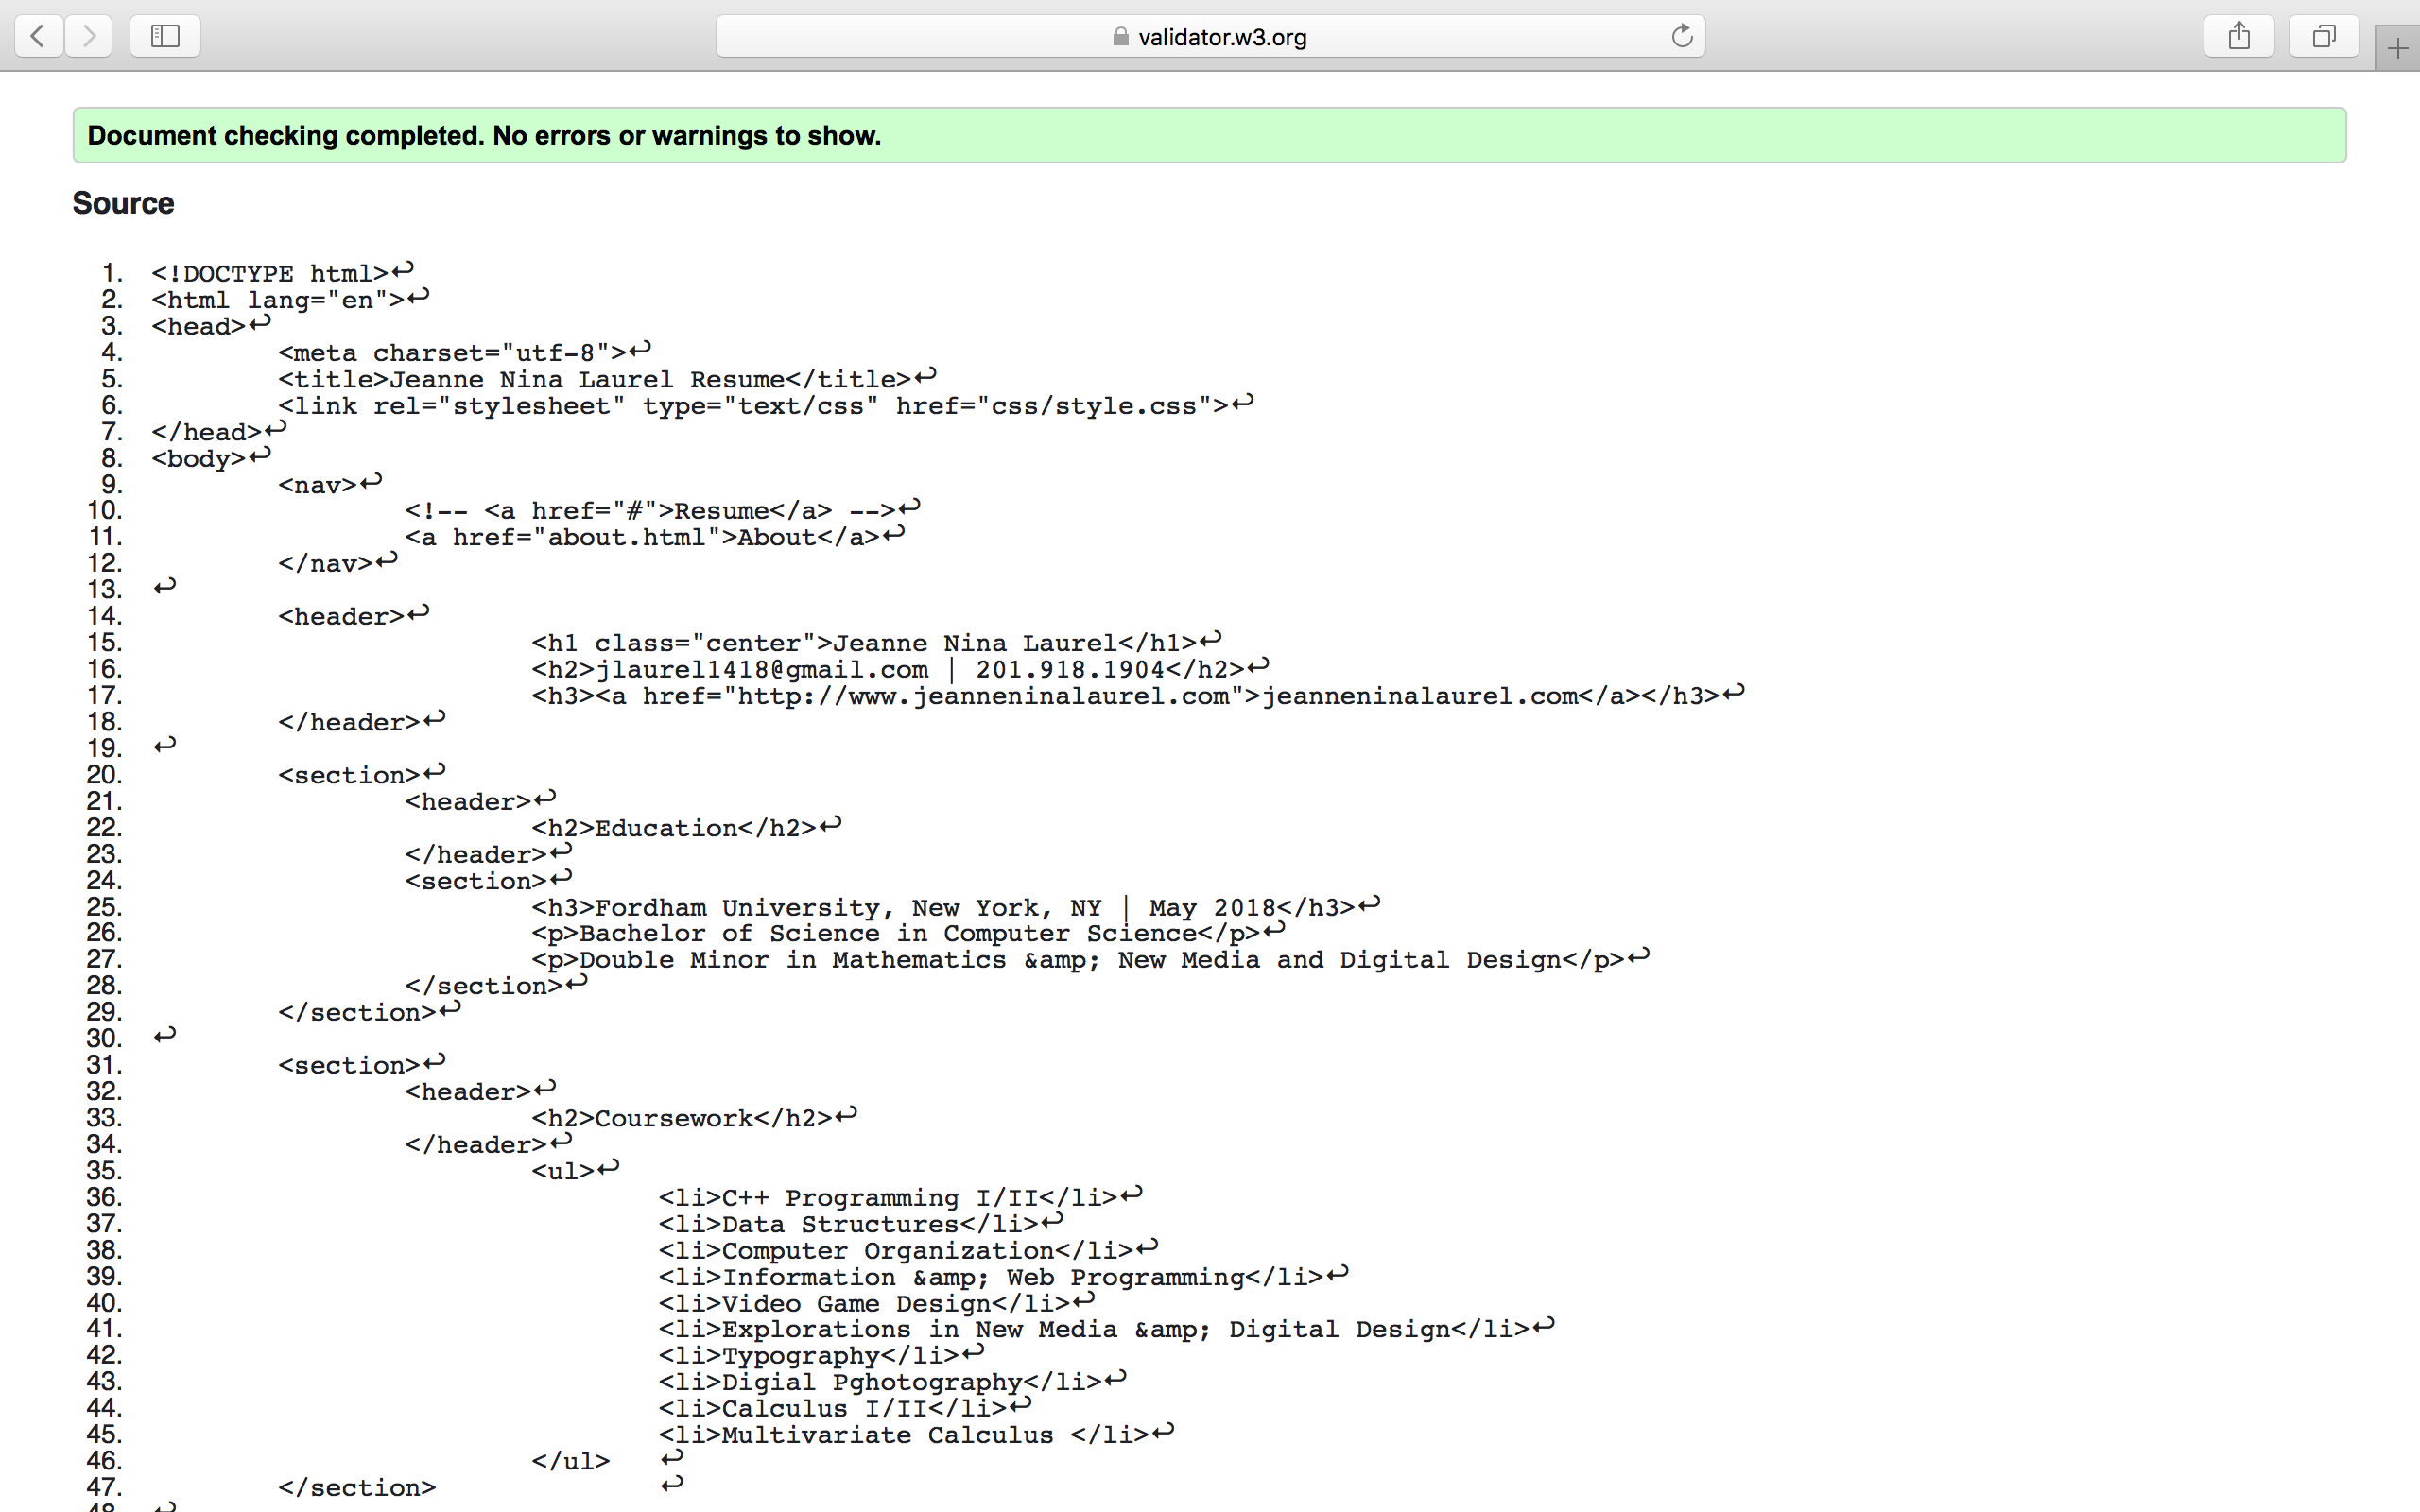 validator.w3.org
Document checking completed. No errors or warnings to show.
Source
1. <!DOCTYPE html>↩
2. <html lang="en">↩
3. <head>↩
4. <meta charset="utf-8">↩
5. <title>Jeanne Nina Laurel Resume</title>↩
6. <link rel="stylesheet" type="text/css" href="css/style.css">↩
7. </head>↩
8. <body>↩
9. <nav>↩
10. <!-- <a href="#">Resume</a> -->↩
11. <a href="about.html">About</a>↩
12. </nav>↩
13. ↩
14. <header>↩
15. <h1 class="center">Jeanne Nina Laurel</h1>↩
16. <h2>jlaurel1418@gmail.com | 201.918.1904</h2>↩
17. <h3><a href="http://www.jeanneninalaurel.com">jeanneninalaurel.com</a></h3>↩
18. </header>↩
19. ↩
20. <section>↩
21. <header>↩
22. <h2>Education</h2>↩
23. </header>↩
24. <section>↩
25. <h3>Fordham University, New York, NY | May 2018</h3>↩
26. <p>Bachelor of Science in Computer Science</p>↩
27. <p>Double Minor in Mathematics &amp; New Media and Digital Design</p>↩
28. </section>↩
29. </section>↩
30. ↩
31. <section>↩
32. <header>↩
33. <h2>Coursework</h2>↩
34. </header>↩
35. <ul>↩
36. <li>C++ Programming I/II</li>↩
37. <li>Data Structures</li>↩
38. <li>Computer Organization</li>↩
39. <li>Information &amp; Web Programming</li>↩
40. <li>Video Game Design</li>↩
41. <li>Explorations in New Media &amp; Digital Design</li>↩
42. <li>Typography</li>↩
43. <li>Digial Pghotography</li>↩
44. <li>Calculus I/II</li>↩
45. <li>Multivariate Calculus </li>↩
46. </ul> ↩
47. </section> ↩
48. ↩